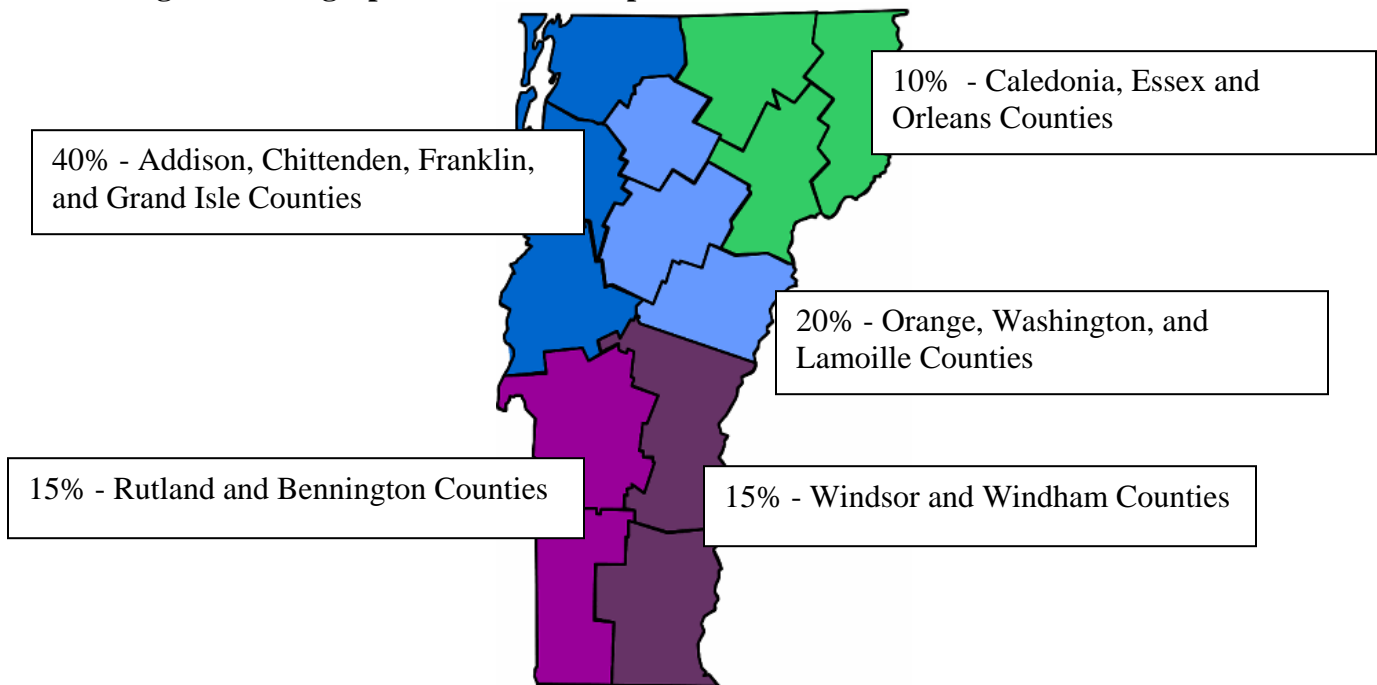 10% - Caledonia, Essex and
Orleans Counties
40% - Addison, Chittenden, Franklin,
and Grand Isle Counties
20% - Orange, Washington, and
Lamoille Counties
15% - Rutland and Bennington Counties
15% - Windsor and Windham Counties